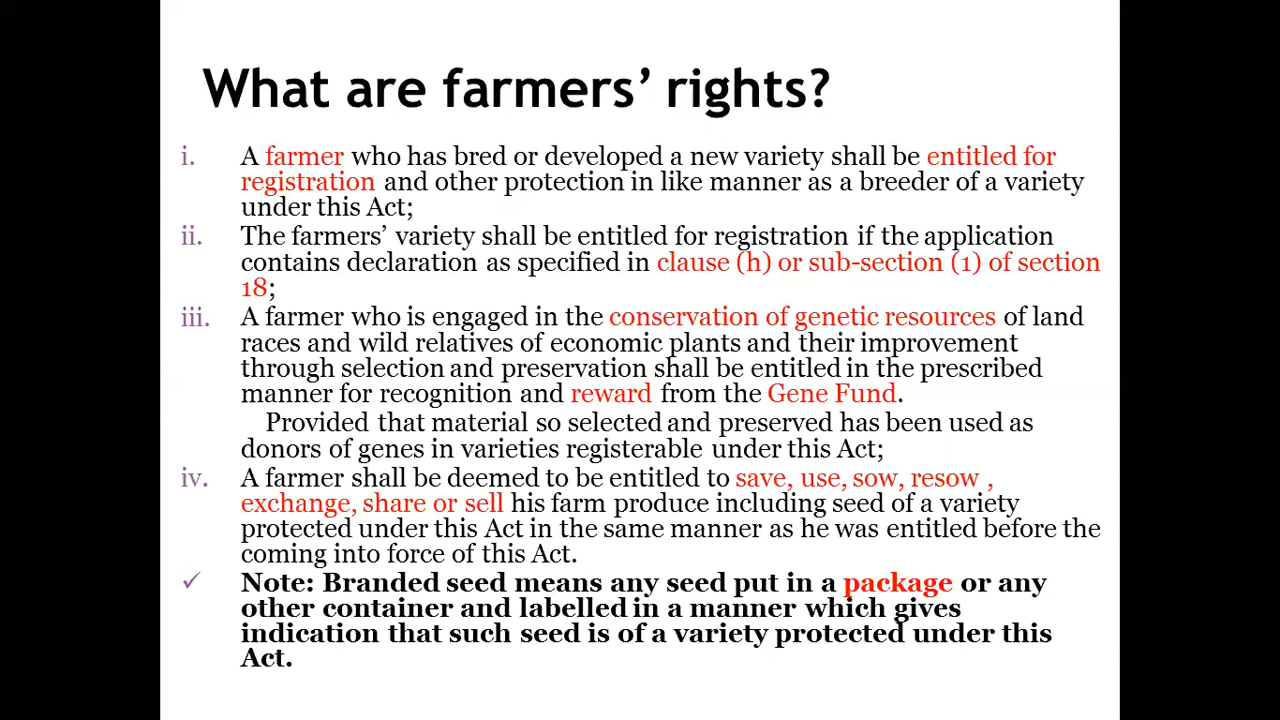 What are farmers’ rights?
i. A farmer who has bred or developed a new variety shall be entitled for
registration and other protection in like manner as a breeder of a variety
under this Act;
ii. The farmers’ variety shall be entitled for registration if the application
contains declaration as specified in clause (h) or sub-section (1) of section
18;
iii. A farmer who is engaged in the conservation of genetic resources of land
races and wild relatives of economic plants and their improvement
through selection and preservation shall be entitled in the prescribed
manner for recognition and reward from the Gene Fund.
Provided that material so selected and preserved has been used as
donors of genes in varieties registerable under this Act;
iv. A farmer shall be deemed to be entitled to save, use, sow, resow ,
exchange, share or sell his farm produce including seed of a variety
protected under this Act in the same manner as he was entitled before the
coming into force of this Act.
✓ Note: Branded seed means any seed put in a package or any
other container and labelled in a manner which gives
indication that such seed is of a variety protected under this
Act.